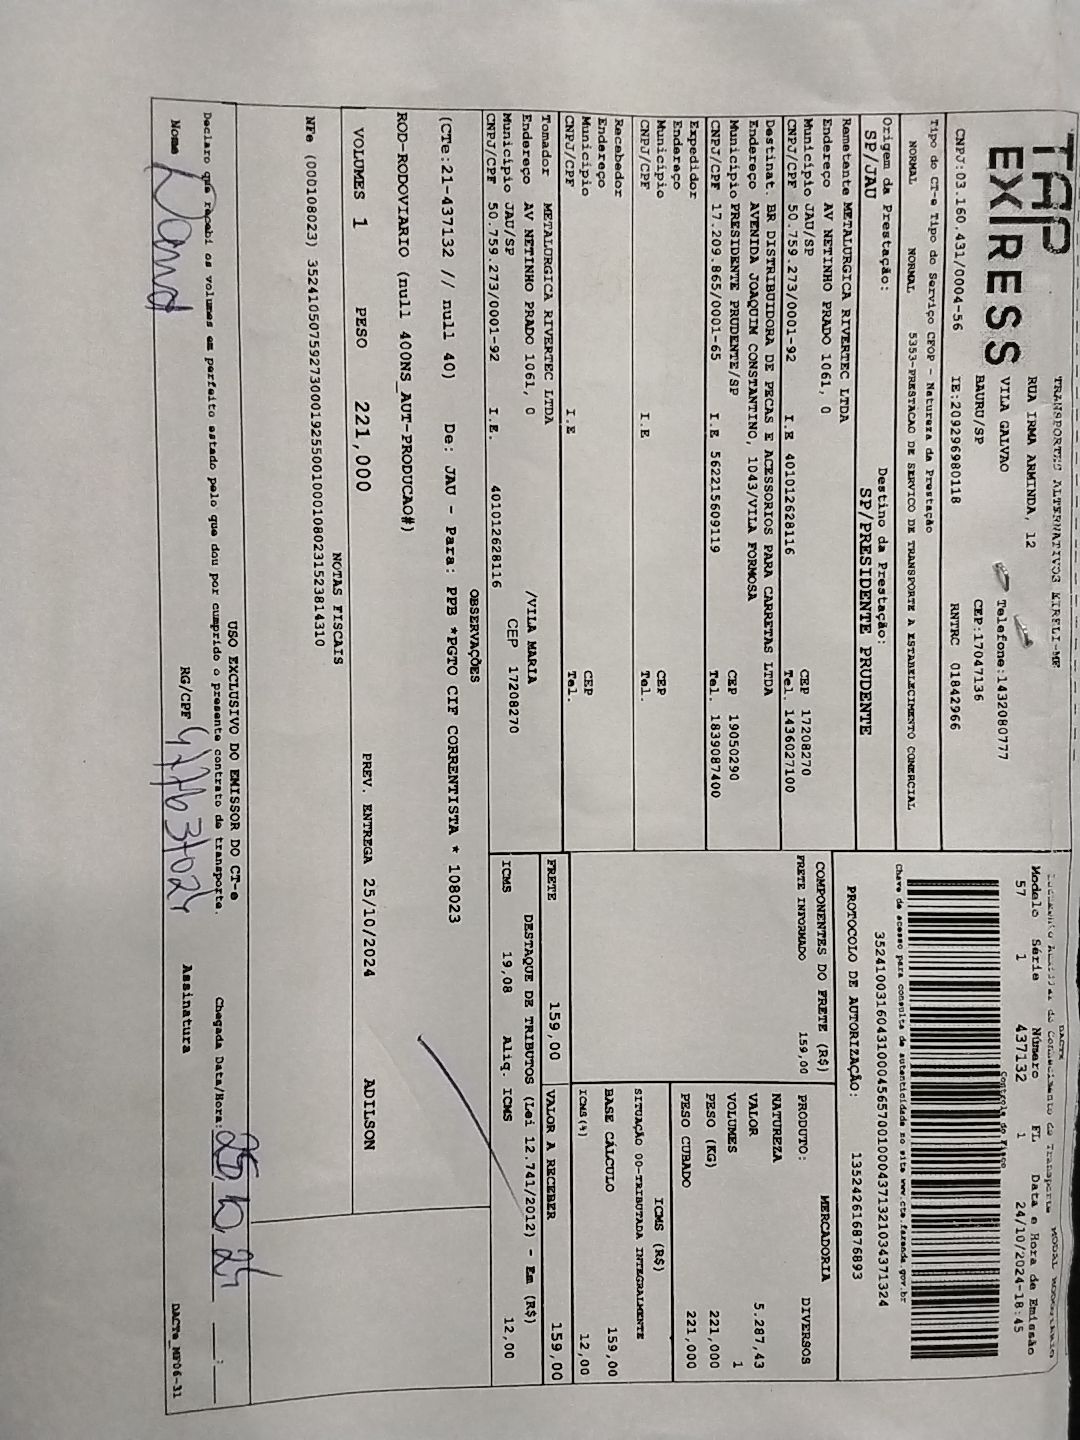 TAP
EXPRESS
TRANSPORTES ALTERNATIVOS EIRELI-ME
RUA IRMA ARMINDA, 12
VILA GALVAO Telefone:1432080777
BAURU/SP CEP:17047136
CNPJ:03.160.431/0004-56 IE:209296980118 RNTRC 01842966
DACTE
Documento Auxiliar do Conhecimento de Transporte MODAL RODOVIARIO
Modelo Série Número FL Data e Hora de Emissão
57 1 437132 1 24/10/2024-18:45
Controle do Fisco
Chave de acesso para consulta de autenticidade no site www.cte.fazenda.gov.br
35241003160431000456570010004371321034371324
PROTOCOLO DE AUTORIZAÇÃO: 135242616876893
Tipo do CT-e Tipo do Serviço CFOP - Natureza da Prestação
NORMAL NORMAL 5353-PRESTACAO DE SERVICO DE TRANSPORTE A ESTABELECIMENTO COMERCIAL
Origem da Prestação: Destino da Prestação:
SP/JAU SP/PRESIDENTE PRUDENTE
Remetente METALURGICA RIVERTEC LTDA
Endereço AV NETINHO PRADO 1061, 0
Município JAU/SP CEP 17208270
CNPJ/CPF 50.759.273/0001-92 I.E 401012628116 Tel. 1436027100
Destinat. BR DISTRIBUIDORA DE PECAS E ACESSORIOS PARA CARRETAS LTDA
Endereço AVENIDA JOAQUIM CONSTANTINO, 1043/VILA FORMOSA
Município PRESIDENTE PRUDENTE/SP CEP 19050290
CNPJ/CPF 17.209.865/0001-65 I.E 562215609119 Tel. 1839087400
Expedidor
Endereço
Município CEP
CNPJ/CPF I.E Tel.
Recebedor
Endereço
Município CEP
CNPJ/CPF I.E Tel.
Tomador METALURGICA RIVERTEC LTDA
Endereço AV NETINHO PRADO 1061, 0 /VILA MARIA
Município JAU/SP CEP 17208270
CNPJ/CPF 50.759.273/0001-92 I.E. 401012628116
COMPONENTES DO FRETE (R$)
FRETE INFORMADO 159,00
PRODUTO: MERCADORIA DIVERSOS
NATUREZA
VALOR 5.287,43
VOLUMES 1
PESO (KG) 221,000
PESO CUBADO 221,000
ICMS (R$)
SITUAÇÃO 00-TRIBUTADA INTEGRALMENTE
BASE CÁLCULO 159,00
ICMS(%) 12,00
FRETE 159,00 VALOR A RECEBER 159,00
DESTAQUE DE TRIBUTOS (Lei 12.741/2012) - Em (R$)
ICMS 19,08 Aliq. ICMS 12,00
OBSERVAÇÕES
(CTe:21-437132 // null 40) De: JAU - Para: PPB *PGTO CIF CORRENTISTA * 108023
ROD-RODOVIARIO (null 400NS_AUT-PRODUCAO#)
VOLUMES 1 PESO 221,000 PREV. ENTREGA 25/10/2024 ADILSON
NOTAS FISCAIS
NFe (000108023) 35241050759273000192550010001080231523814310
USO EXCLUSIVO DO EMISSOR DO CT-e
Declaro que recebi os volumes em perfeito estado pelo que dou por cumprido o presente contrato de transporte.
Chegada Data/Hora: 25/10/24 __:__
Nome RG/CPF Assinatura
DACTe_MF06-31